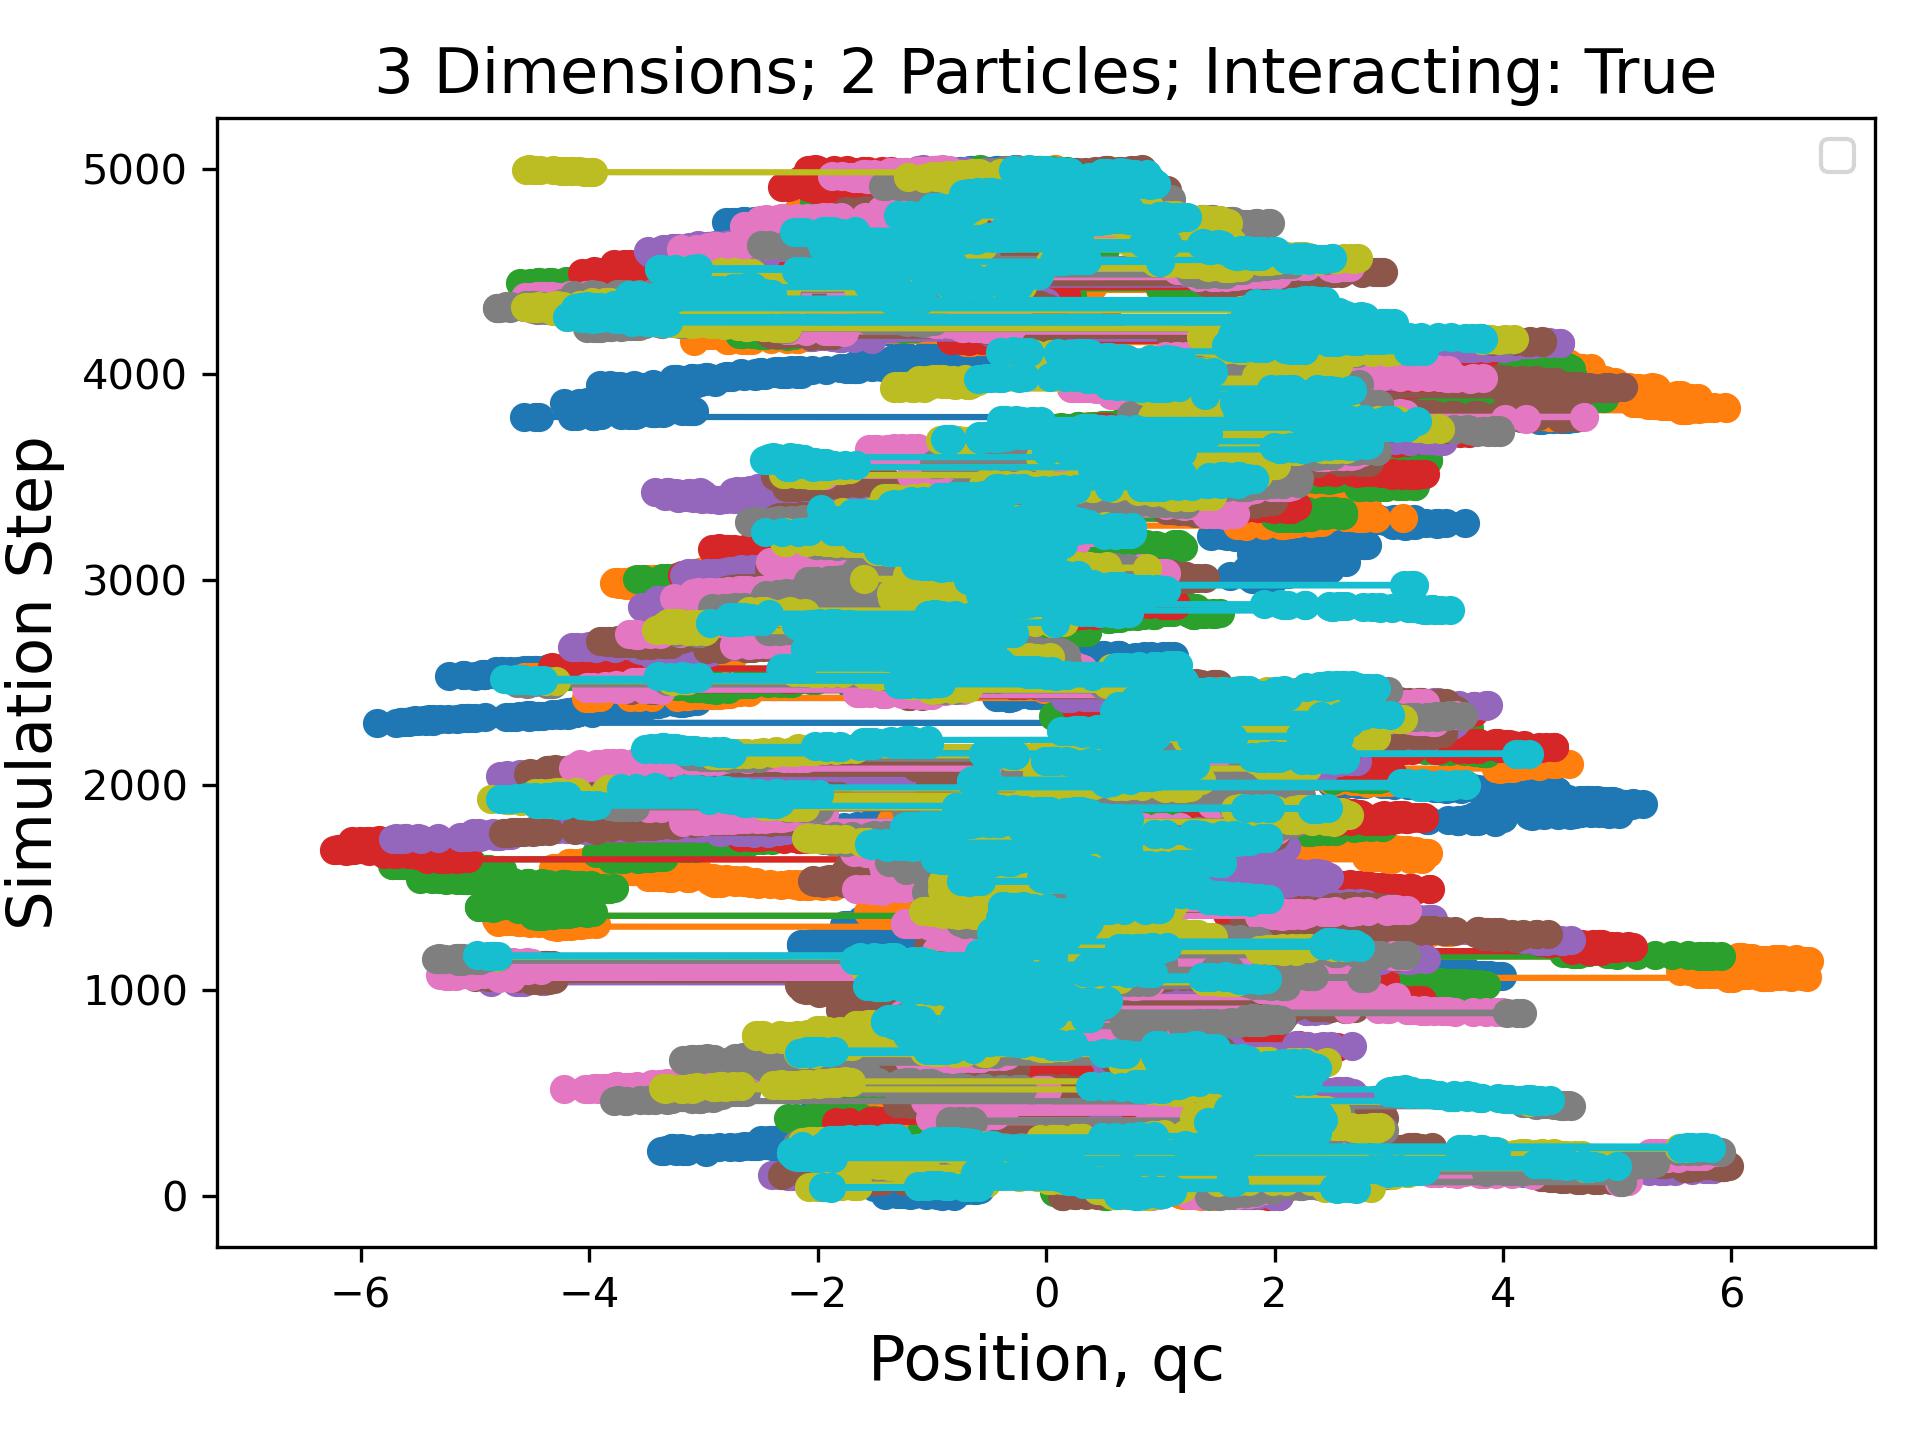 3 Dimensions; 2 Particles; Interacting: True
Simulation Step
5000
4000
3000
2000
1000
0
−6 −4 −2 0 2 4 6
Position, qc